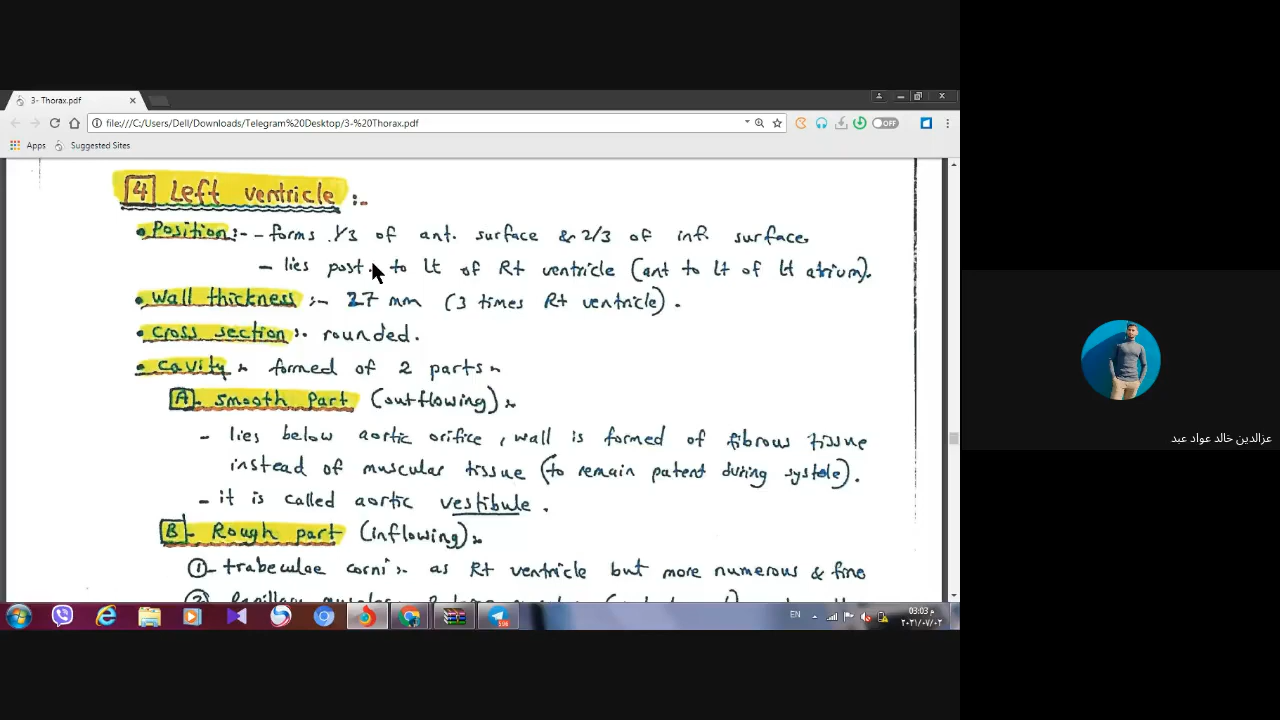 3- Thorax.pdf
file:///C:/Users/Dell/Downloads/Telegram%20Desktop/3-%20Thorax.pdf
OFF
Apps Suggested Sites
4 Left ventricle :-
• Position :- - forms 1/3 of ant. surface & 2/3 of inf. surface.
- lies post. to Lt of Rt ventricle (ant to Lt of Lt atrium).
• wall thickness :- 27 mm (3 times Rt ventricle).
• cross section :- rounded.
• cavity :- formed of 2 parts :-
A- smooth part (outflowing) :-
- lies below aortic orifice, wall is formed of fibrous tissue
instead of muscular tissue (to remain patent during systole).
- it is called aortic vestibule.
B- Rough part (inflowing) :-
①- trabeculae corni :- as Rt ventricle but more numerous & fine
عزالدين خالد عواد عبد
EN
03:03 م
٢٠٢١/٠٧/٠٢